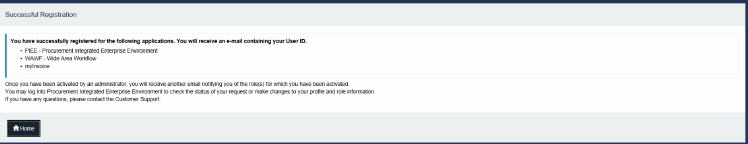 Successful Registration
You have successfully registered for the following applications. You will receive an e-mail containing your User ID.
• PIEE - Procurement Integrated Enterprise Environment
• WAWF - Wide Area Workflow
• myInvoice
Once you have been activated by an administrator, you will receive another email notifying you of the role(s) for which you have been activated.
You may log into Procurement Integrated Enterprise Environment to check the status of your request or make changes to your profile and role information.
If you have any questions, please contact the Customer Support.
Home